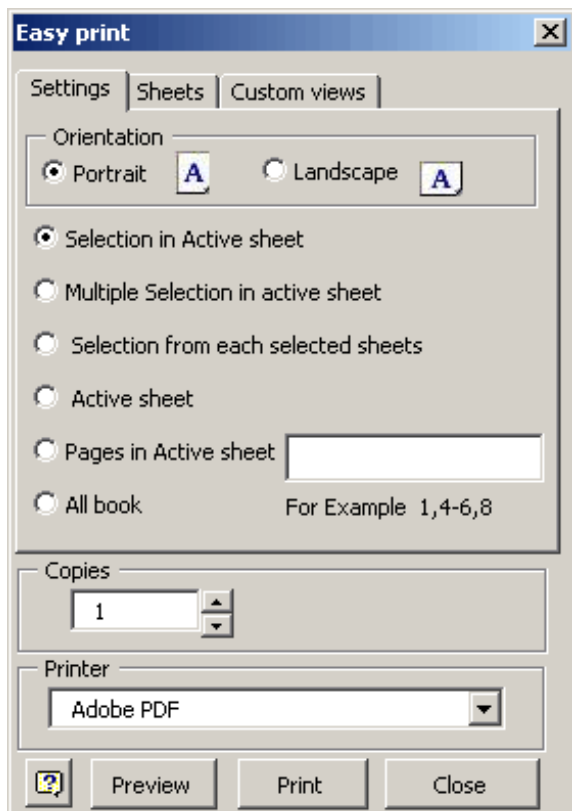 Easy print
Settings Sheets Custom views
Orientation
Portrait A Landscape A
Selection in Active sheet
Multiple Selection in active sheet
Selection from each selected sheets
Active sheet
Pages in Active sheet
All book For Example 1,4-6,8
Copies
1
Printer
Adobe PDF
? Preview Print Close